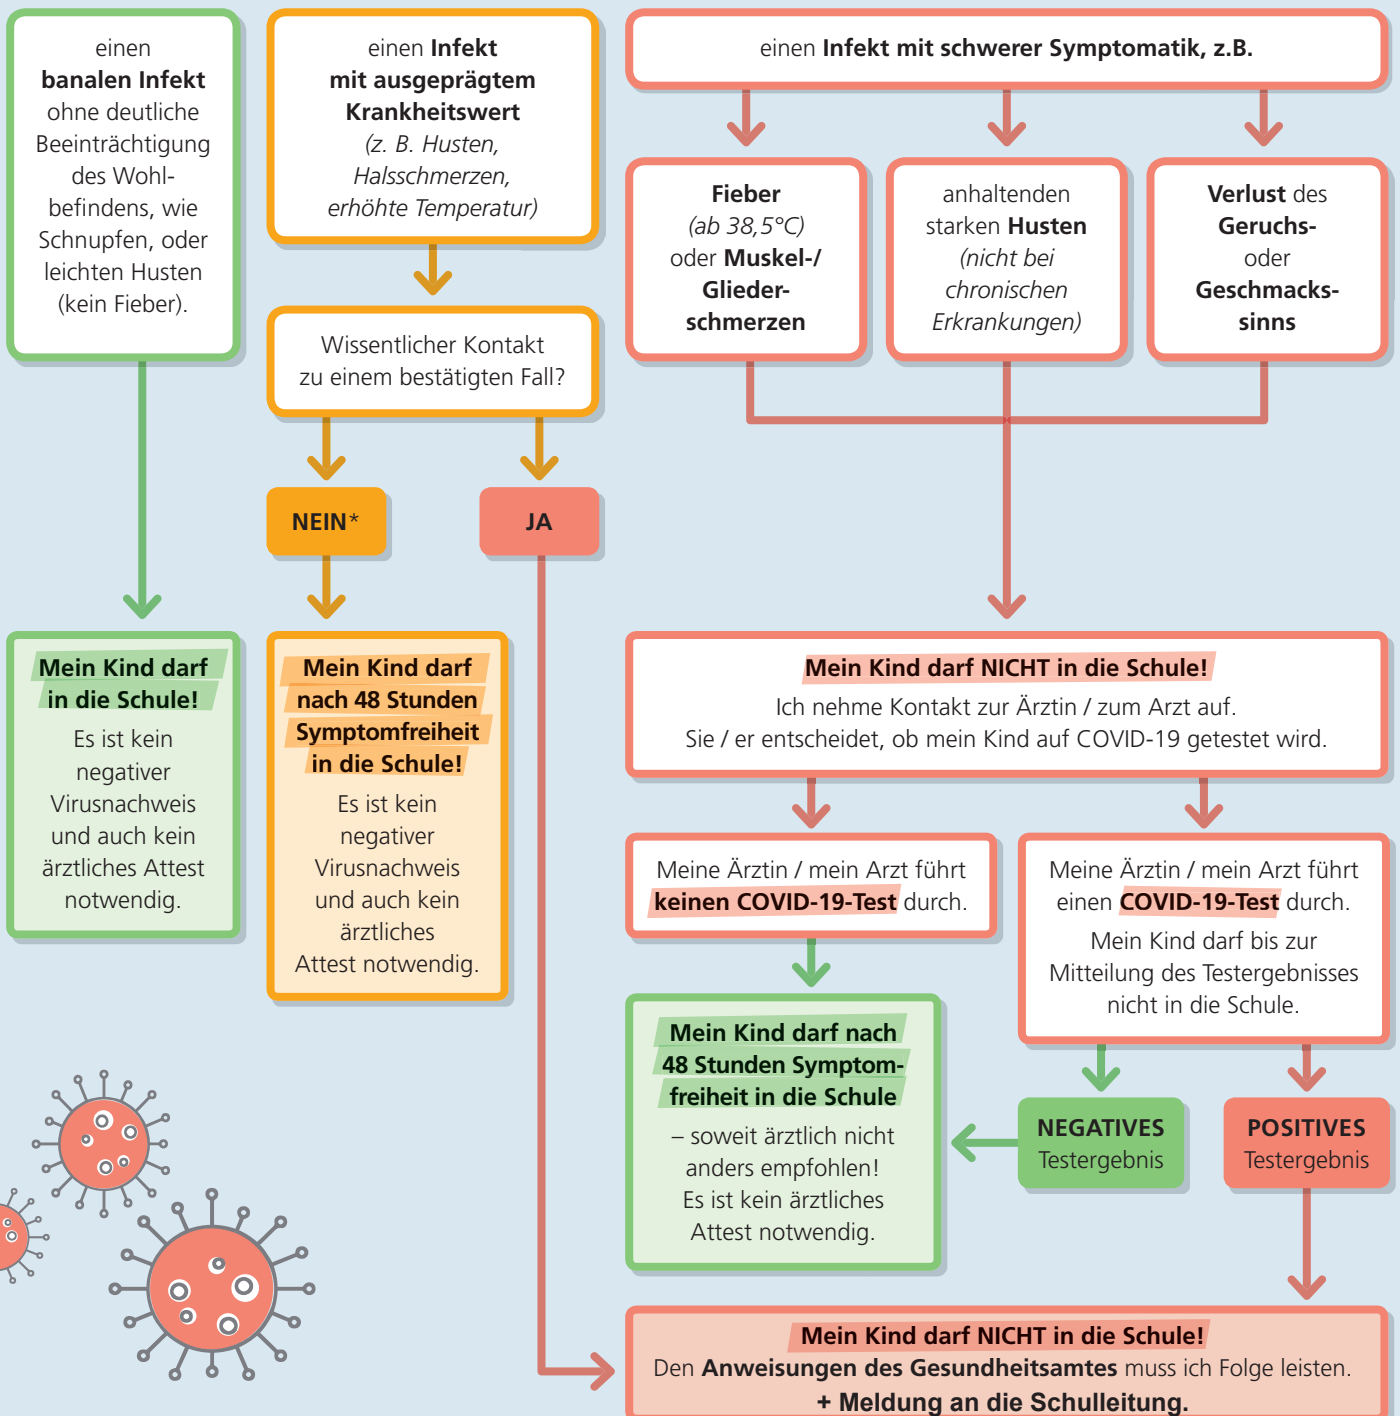 einen
banalen Infekt
ohne deutliche
Beeinträchtigung
des Wohl-
befindens, wie
Schnupfen, oder
leichten Husten
(kein Fieber).
einen Infekt
mit ausgeprägtem
Krankheitswert
(z. B. Husten,
Halsschmerzen,
erhöhte Temperatur)
einen Infekt mit schwerer Symptomatik, z.B.
Fieber
(ab 38,5°C)
oder Muskel-/
Glieder-
schmerzen
anhaltenden
starken Husten
(nicht bei
chronischen
Erkrankungen)
Verlust des
Geruchs-
oder
Geschmacks-
sinns
Wissentlicher Kontakt
zu einem bestätigten Fall?
NEIN*
JA
Mein Kind darf
in die Schule!
Es ist kein
negativer
Virusnachweis
und auch kein
ärztliches Attest
notwendig.
Mein Kind darf
nach 48 Stunden
Symptomfreiheit
in die Schule!
Es ist kein
negativer
Virusnachweis
und auch kein
ärztliches
Attest notwendig.
Mein Kind darf NICHT in die Schule!
Ich nehme Kontakt zur Ärztin / zum Arzt auf.
Sie / er entscheidet, ob mein Kind auf COVID-19 getestet wird.
Meine Ärztin / mein Arzt führt
keinen COVID-19-Test durch.
Meine Ärztin / mein Arzt führt
einen COVID-19-Test durch.
Mein Kind darf bis zur
Mitteilung des Testergebnisses
nicht in die Schule.
Mein Kind darf nach
48 Stunden Symptom-
freiheit in die Schule
– soweit ärztlich nicht
anders empfohlen!
Es ist kein ärztliches
Attest notwendig.
NEGATIVES
Testergebnis
POSITIVES
Testergebnis
Mein Kind darf NICHT in die Schule!
Den Anweisungen des Gesundheitsamtes muss ich Folge leisten.
+ Meldung an die Schulleitung.